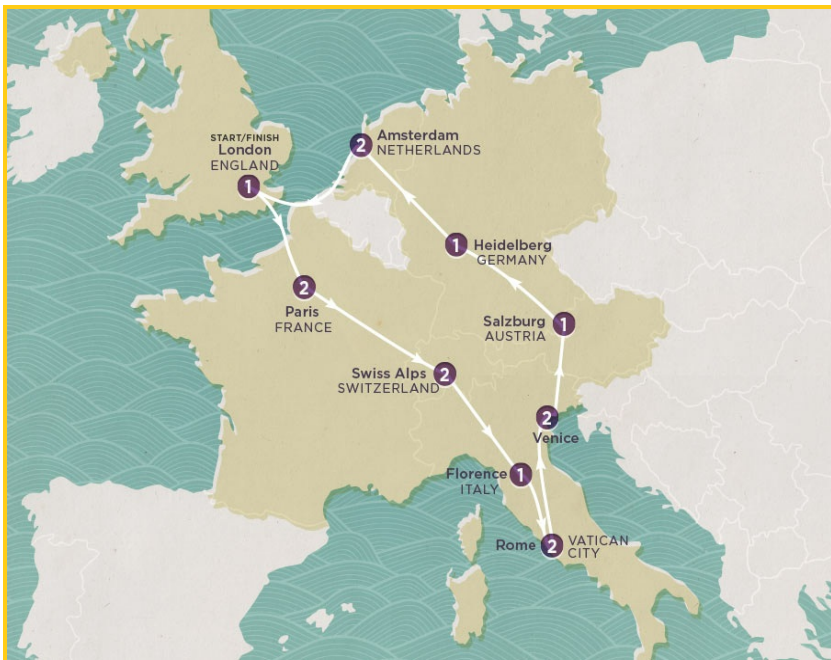 START/FINISH
London
ENGLAND
1
2
Amsterdam
NETHERLANDS
1
Heidelberg
GERMANY
2
Paris
FRANCE
Salzburg
AUSTRIA
1
Swiss Alps
SWITZERLAND
2
2
Venice
Florence
ITALY
1
Rome
2
VATICAN
CITY